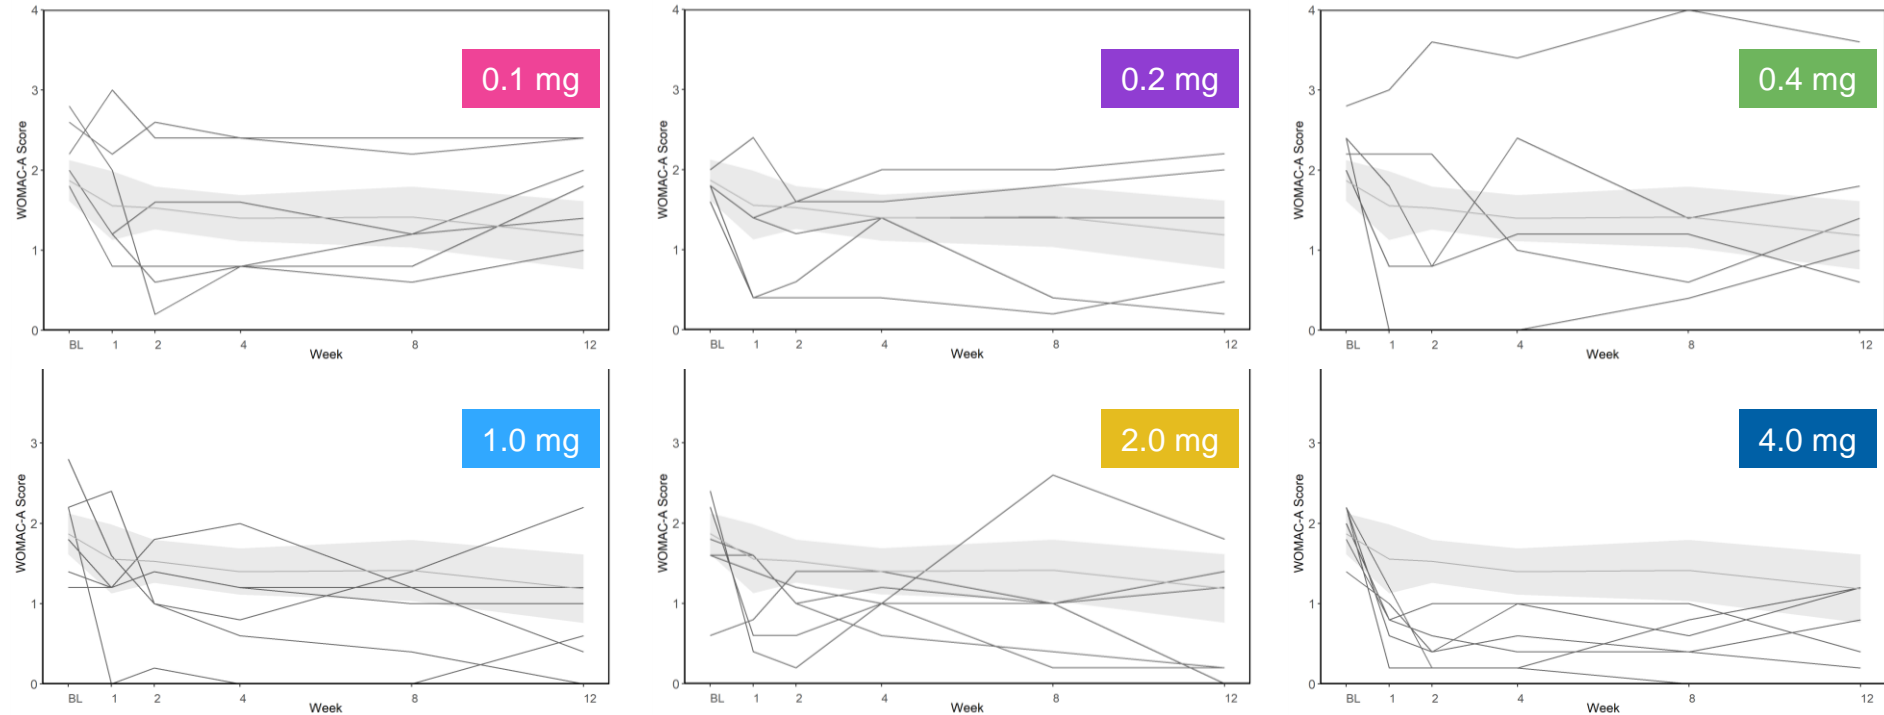 4
3
2
1
0
WOMAC-A Score
0.1 mg
BL 1 2 4 8 12
Week
4
3
2
1
0
WOMAC-A Score
0.2 mg
BL 1 2 4 8 12
Week
4
3
2
1
0
WOMAC-A Score
0.4 mg
BL 1 2 4 8 12
Week
3
2
1
0
WOMAC-A Score
1.0 mg
BL 1 2 4 8 12
Week
3
2
1
0
WOMAC-A Score
2.0 mg
BL 1 2 4 8 12
Week
3
2
1
0
WOMAC-A Score
4.0 mg
BL 1 2 4 8 12
Week